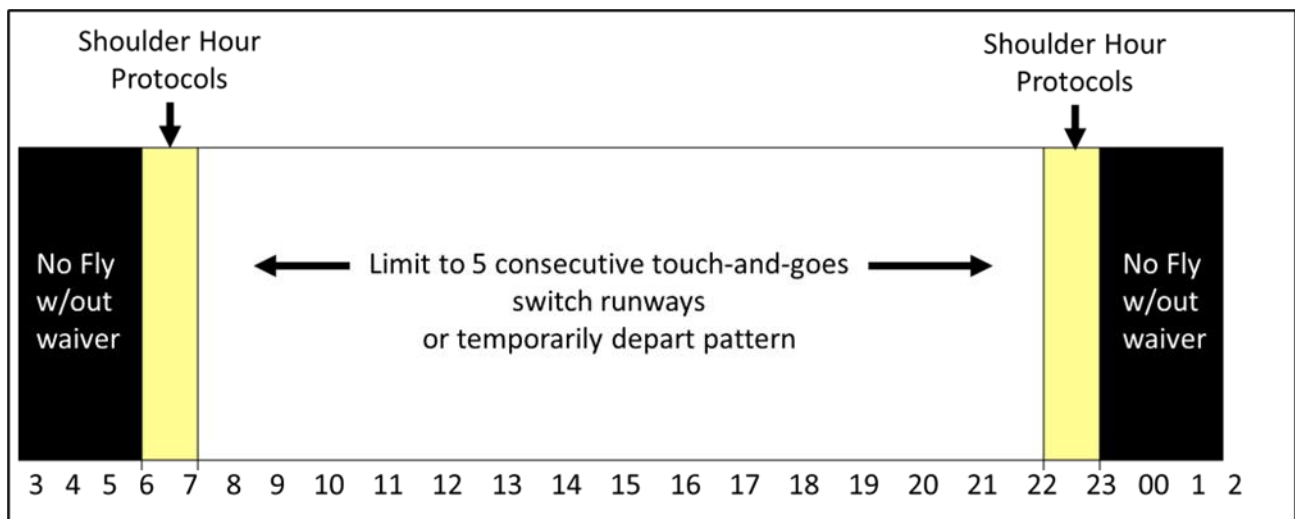 Shoulder Hour
Protocols
Shoulder Hour
Protocols
No Fly
w/out
waiver
Limit to 5 consecutive touch-and-goes
switch runways
or temporarily depart pattern
No Fly
w/out
waiver
3 4 5 6 7 8 9 10 11 12 13 14 15 16 17 18 19 20 21 22 23 00 1 2